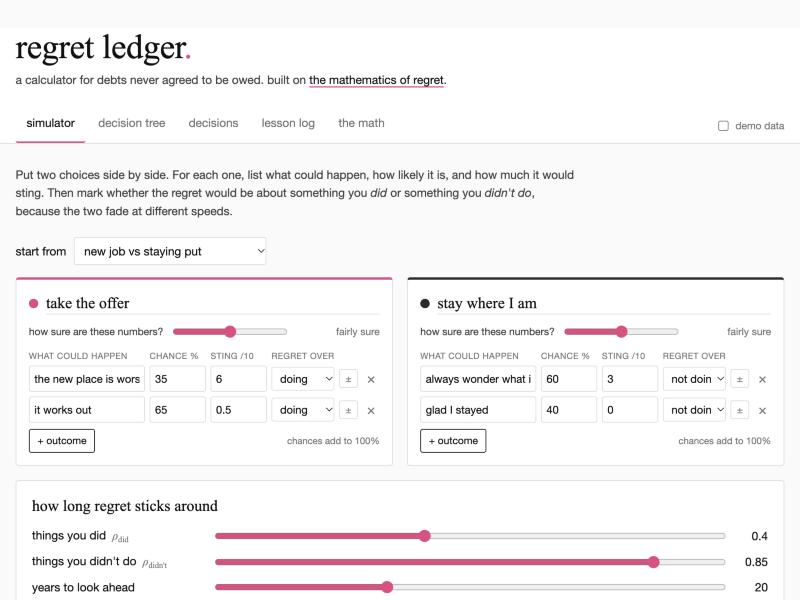 regret ledger.
a calculator for debts never agreed to be owed. built on the mathematics of regret.
simulator decision tree decisions lesson log the math demo data
Put two choices side by side. For each one, list what could happen, how likely it is, and how much it would
sting. Then mark whether the regret would be about something you did or something you didn't do,
because the two fade at different speeds.
start from new job vs staying put
take the offer
how sure are these numbers? fairly sure
WHAT COULD HAPPEN CHANCE % STING /10 REGRET OVER
the new place is wors 35 6 doing ± ×
it works out 65 0.5 doing ± ×
+ outcome chances add to 100%
stay where I am
how sure are these numbers? fairly sure
WHAT COULD HAPPEN CHANCE % STING /10 REGRET OVER
always wonder what i 60 3 not doin ± ×
glad I stayed 40 0 not doin ± ×
+ outcome chances add to 100%
how long regret sticks around
things you did ρdid 0.4
things you didn't do ρdidn't 0.85
years to look ahead 20